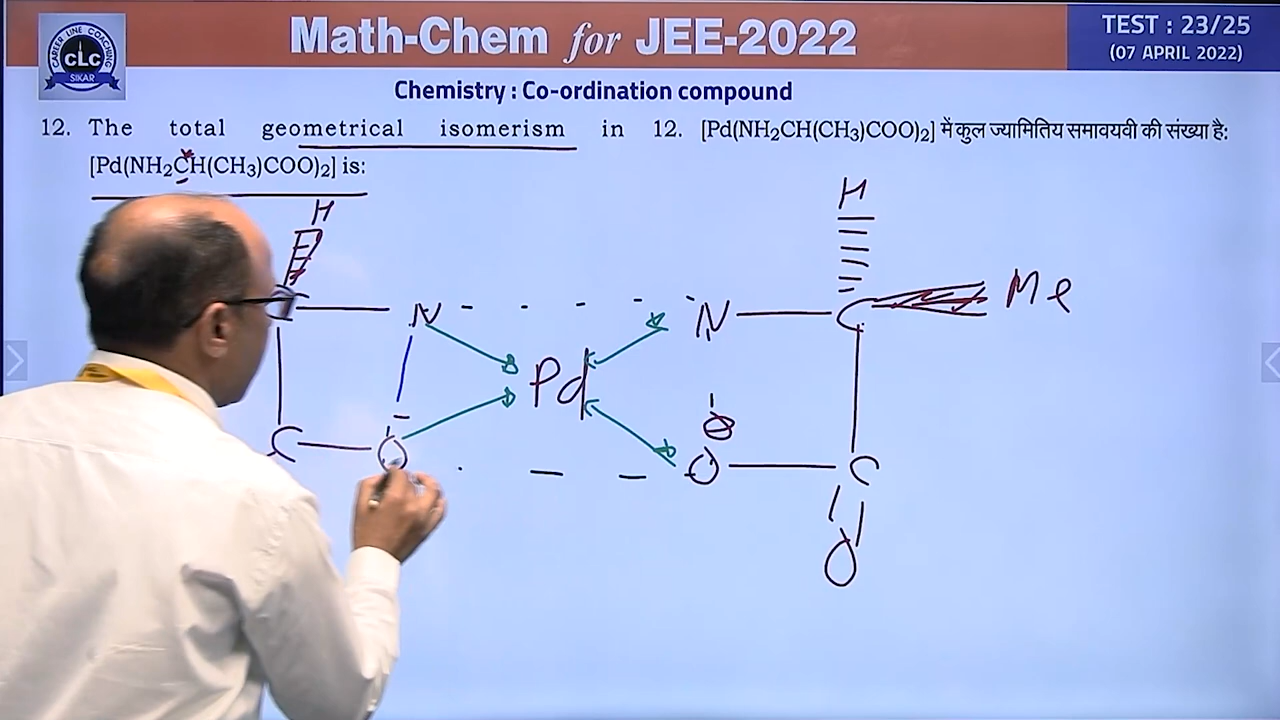 CAREER LINE COACHING
CLC
SIKAR
Math-Chem for JEE-2022
TEST : 23/25
(07 APRIL 2022)
Chemistry : Co-ordination compound
12. The total geometrical isomerism in
[Pd(NH₂CH(CH₃)COO)₂] is:
12. [Pd(NH₂CH(CH₃)COO)₂] में कुल ज्यामितिय समावयवी की संख्या है:
H H
N N C Me
Pd
C O O C
O